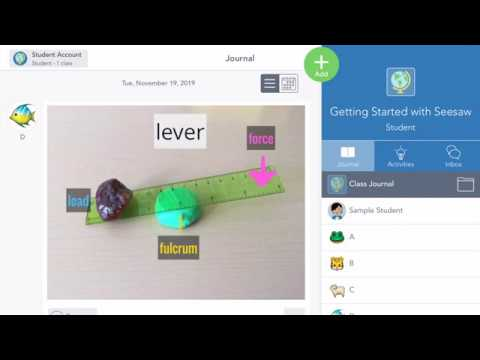 Student Account
Student - 1 class
Journal
Add
Tue, November 19, 2019
D
lever
force
load
fulcrum
Getting Started with Seesaw
Student
Journal
Activities
Inbox
Class Journal
Sample Student
A
B
C